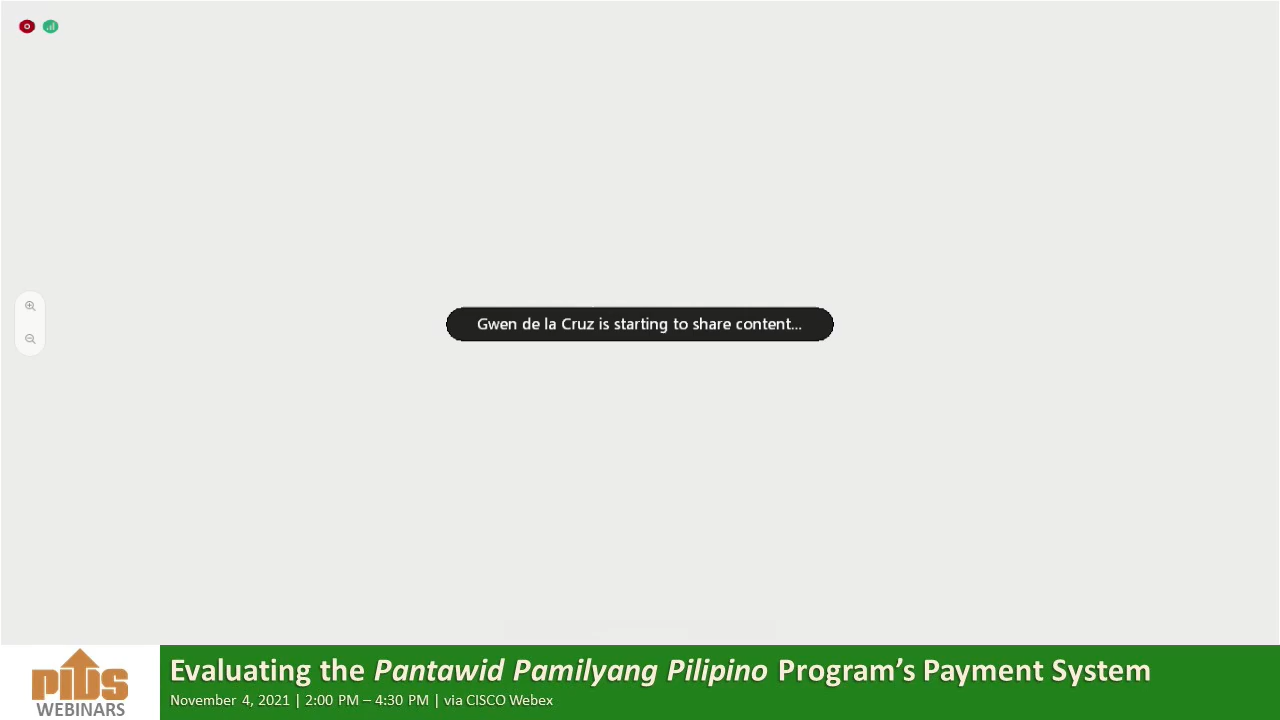 Gwen de la Cruz is starting to share content...
PIDS
WEBINARS
Evaluating the Pantawid Pamilyang Pilipino Program’s Payment System
November 4, 2021 | 2:00 PM – 4:30 PM | via CISCO Webex